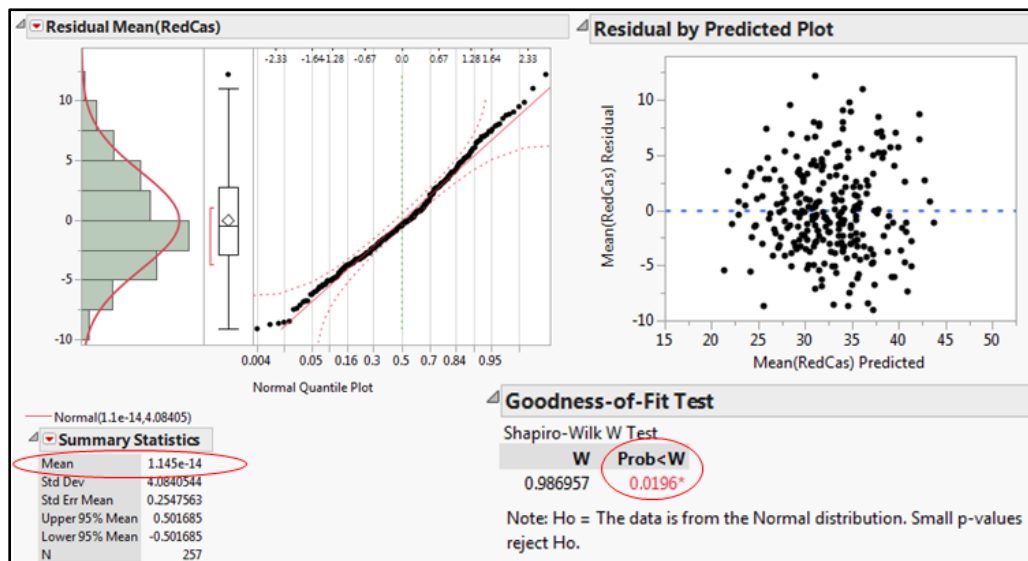 Residual Mean(RedCas)
-2.33 -1.64 -1.28 -0.67 0.0 0.67 1.28 1.64 2.33
10
5
0
-5
-10
0.004 0.05 0.16 0.3 0.5 0.7 0.84 0.95
Normal Quantile Plot
Normal(1.1e-14,4.08405)
Summary Statistics
Mean 1.145e-14
Std Dev 4.0840544
Std Err Mean 0.2547563
Upper 95% Mean 0.501685
Lower 95% Mean -0.501685
N 257
Residual by Predicted Plot
Mean(RedCas) Residual
10
5
0
-5
-10
15 20 25 30 35 40 45 50
Mean(RedCas) Predicted
Goodness-of-Fit Test
Shapiro-Wilk W Test
W Prob<W
0.986957 0.0196*
Note: Ho = The data is from the Normal distribution. Small p-values
reject Ho.